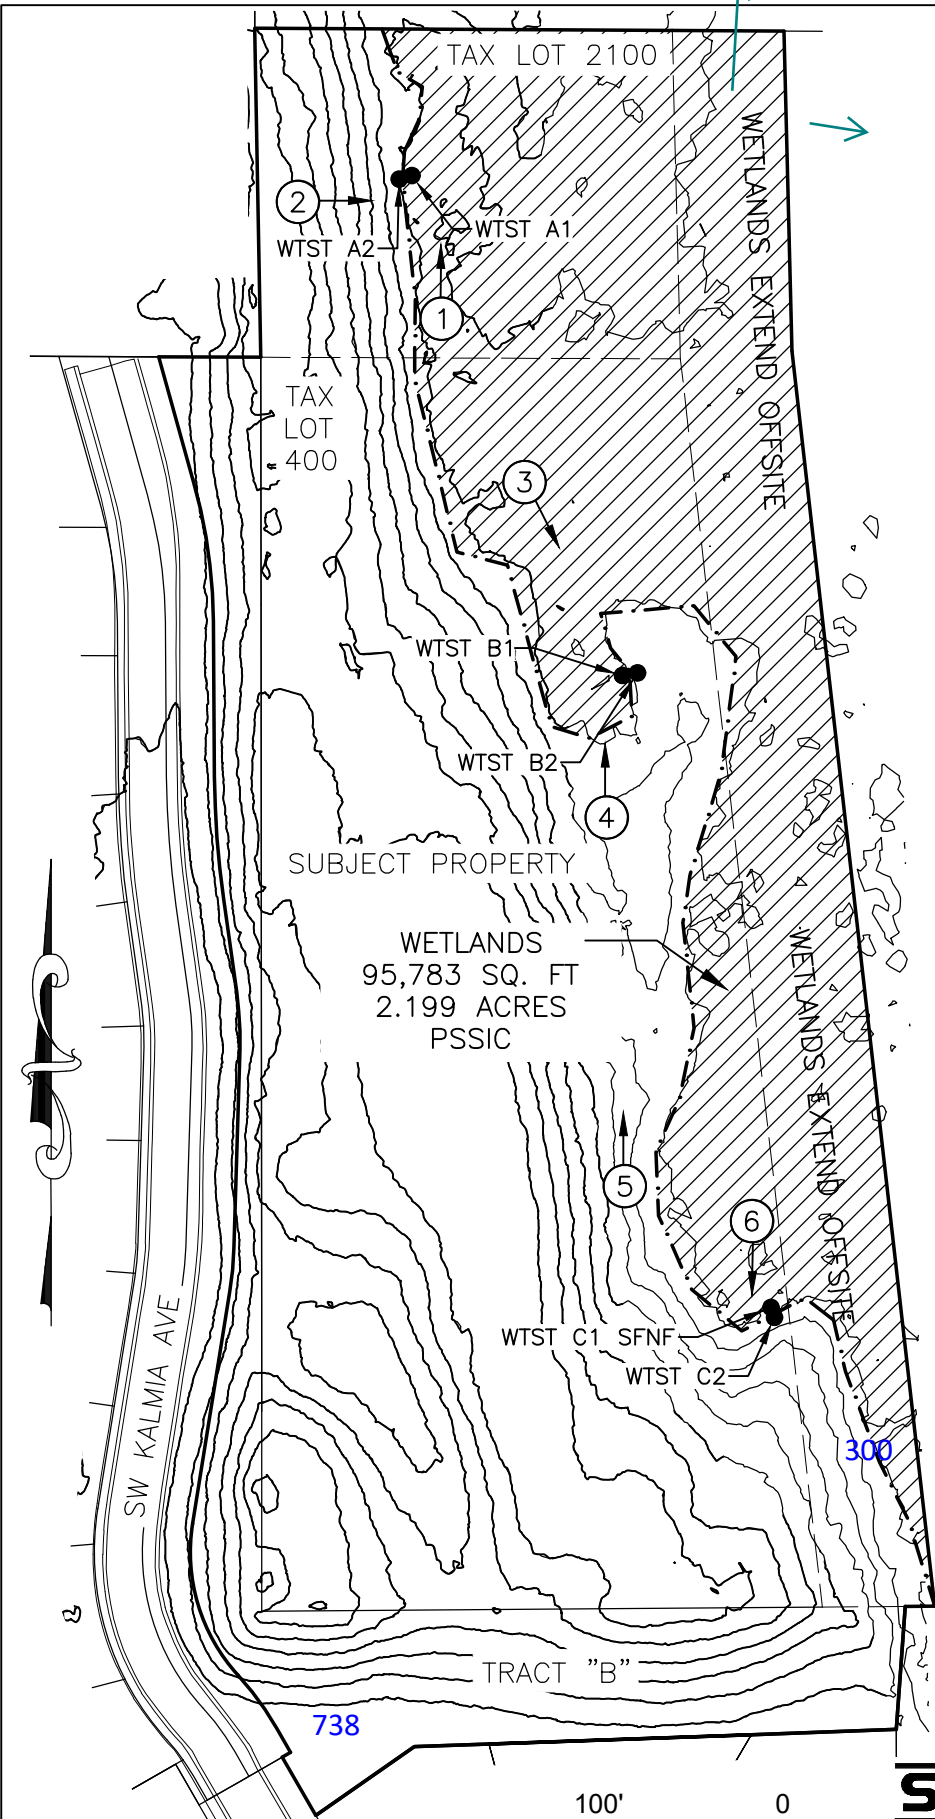 TAX LOT 2100
WETLANDS EXTEND OFFSITE
2
WTST A2
WTST A1
1
TAX
LOT
400
3
WTST B1
WTST B2
4
SUBJECT PROPERTY
WETLANDS
95,783 SQ. FT
2.199 ACRES
PSSIC
WETLANDS EXTEND OFFSITE
5
6
WTST C1 SFNF
WTST C2
SW KALMIA AVE
300
TRACT "B"
738
100' 0
S